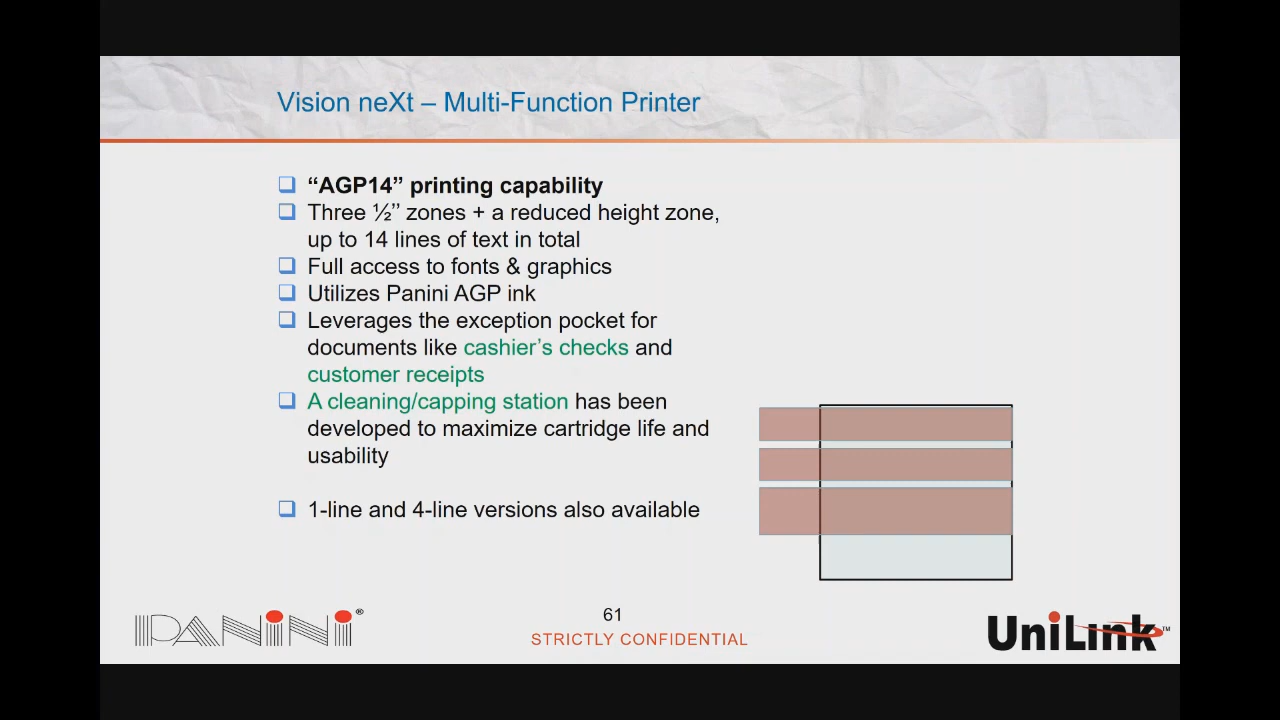 Vision neXt – Multi-Function Printer
“AGP14” printing capability
Three ½’’ zones + a reduced height zone,
up to 14 lines of text in total
Full access to fonts & graphics
Utilizes Panini AGP ink
Leverages the exception pocket for
documents like cashier’s checks and
customer receipts
A cleaning/capping station has been
developed to maximize cartridge life and
usability
1-line and 4-line versions also available
PANINI®
61
STRICTLY CONFIDENTIAL
UniLink™